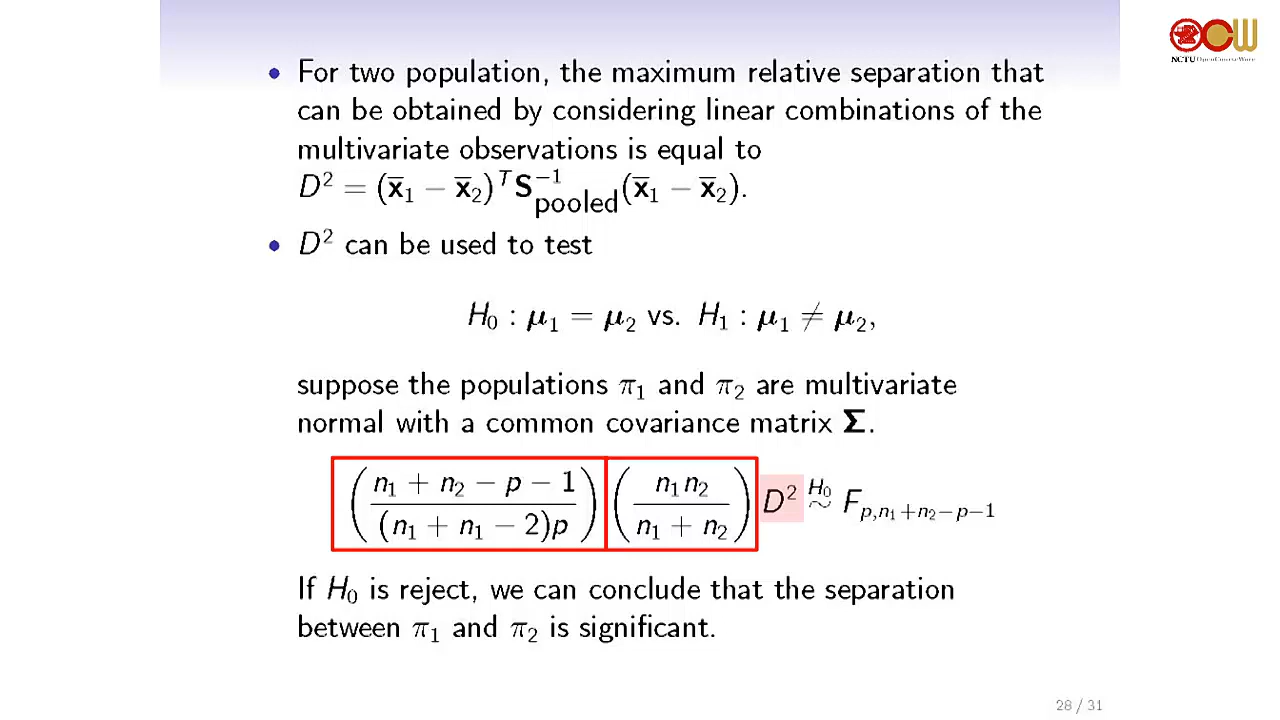 NCTU OpenCourseWare
• For two population, the maximum relative separation that
can be obtained by considering linear combinations of the
multivariate observations is equal to
D² = (x̄₁ − x̄₂)ᵀ S⁻¹pooled (x̄₁ − x̄₂).
• D² can be used to test
H₀ : μ₁ = μ₂ vs. H₁ : μ₁ ≠ μ₂,
suppose the populations π₁ and π₂ are multivariate
normal with a common covariance matrix Σ.
((n₁ + n₂ − p − 1) / ((n₁ + n₁ − 2)p)) (n₁n₂ / (n₁ + n₂)) D² ~ᴴ⁰ F p,n₁+n₂−p−1
If H₀ is reject, we can conclude that the separation
between π₁ and π₂ is significant.
28 / 31